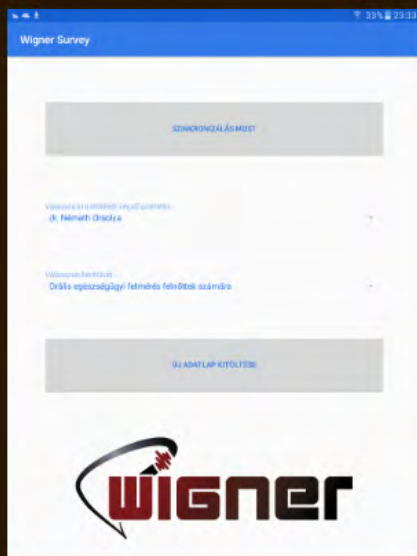 33% 23:33
Wigner Survey
SZINKRONIZÁLÁS MOST
dr. Németh Orsolya
Orális egészségügyi felmérés felnőttek számára
ÚJ ADATLAP KITÖLTÉSE
wigner